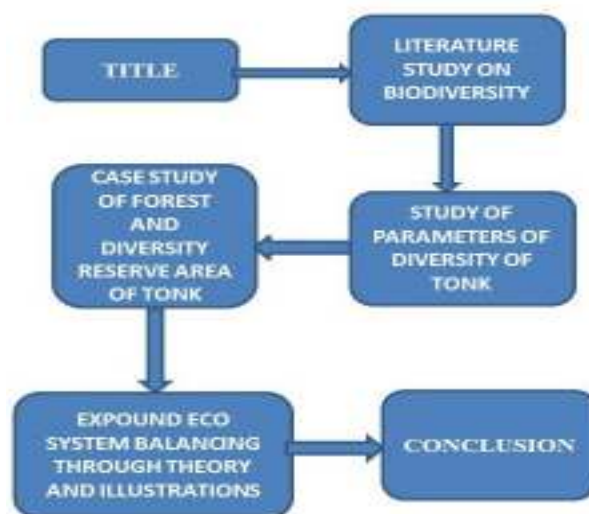 TITLE
LITERATURE
STUDY ON
BIODIVERSITY
STUDY OF
PARAMETERS OF
DIVERSITY OF
TONK
CASE STUDY
OF FOREST
AND
DIVERSITY
RESERVE AREA
OF TONK
EXPOUND ECO
SYSTEM BALANCING
THROUGH THEORY
AND ILLUSTRATIONS
CONCLUSION